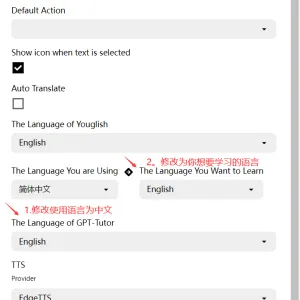 Default Action
Show icon when text is selected
Auto Translate
The Language of Youglish
English
2。修改为你想要学习的语言
The Language You are Using
The Language You Want to Learn
简体中文
English
1.修改使用语言为中文
The Language of GPT-Tutor
English
TTS
Provider
EdgeTTS